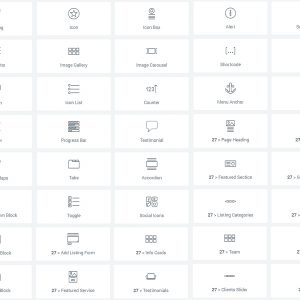 Icon
Icon Box
Alert
Image Gallery
Image Carousel
Shortcode
Icon List
Counter
Menu Anchor
Progress Bar
Testimonial
27 > Page Heading
Tabs
Accordion
27 > Featured Section
Toggle
Social Icons
27 > Listing Categories
27 > Add Listing Form
27 > Info Cards
27 > Team
27 > Featured Service
27 > Testimonials
27 > Clients Slider